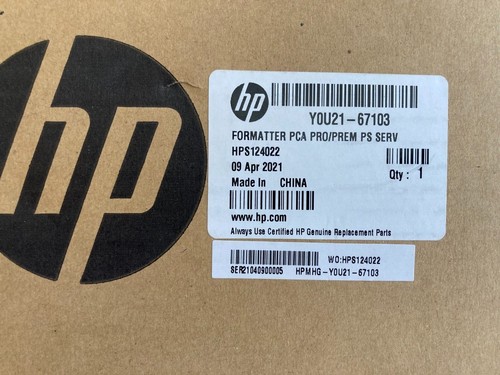 hp
hp
Y0U21-67103
FORMATTER PCA PRO/PREM PS SERV
HPS124022
09 Apr 2021
Qty : 1
Made In CHINA
www.hp.com
Always Use Certified HP Genuine Replacement Parts
WO:HPS124022
SER21040900005 HPMHG-Y0U21-67103